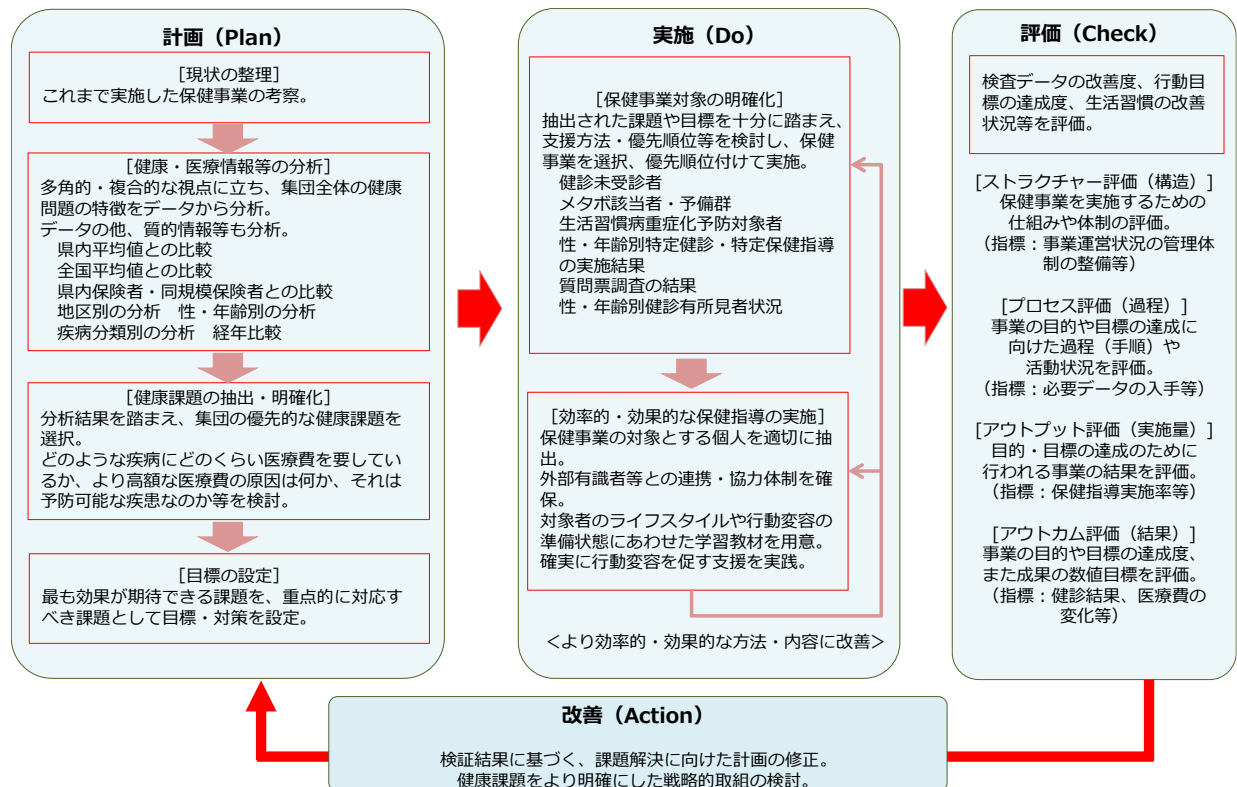 計画（Plan）
［現状の整理］
これまで実施した保健事業の考察。
［健康・医療情報等の分析］
多角的・複合的な視点に立ち、集団全体の健康
問題の特徴をデータから分析。
データの他、質的情報等も分析。
県内平均値との比較
全国平均値との比較
県内保険者・同規模保険者との比較
地区別の分析　性・年齢別の分析
疾病分類別の分析　経年比較
［健康課題の抽出・明確化］
分析結果を踏まえ、集団の優先的な健康課題を
選択。
どのような疾病にどのくらい医療費を要してい
るか、より高額な医療費の原因は何か、それは
予防可能な疾患なのか等を検討。
［目標の設定］
最も効果が期待できる課題を、重点的に対応す
べき課題として目標・対策を設定。
実施（Do）
［保健事業対象の明確化］
抽出された課題や目標を十分に踏まえ、
支援方法・優先順位等を検討し、保健
事業を選択、優先順位付けて実施。
健診未受診者
メタボ該当者・予備群
生活習慣病重症化予防対象者
性・年齢別特定健診・特定保健指導
の実施結果
質問票調査の結果
性・年齢別健診有所見者状況
［効率的・効果的な保健指導の実施］
保健事業の対象とする個人を適切に抽
出。
外部有識者等との連携・協力体制を確
保。
対象者のライフスタイルや行動変容の
準備状態にあわせた学習教材を用意。
確実に行動変容を促す支援を実践。
＜より効率的・効果的な方法・内容に改善＞
評価（Check）
検査データの改善度、行動目
標の達成度、生活習慣の改善
状況等を評価。
［ストラクチャー評価（構造）］
保健事業を実施するための
仕組みや体制の評価。
（指標：事業運営状況の管理体
制の整備等）
［プロセス評価（過程）］
事業の目的や目標の達成に
向けた過程（手順）や
活動状況を評価。
（指標：必要データの入手等）
［アウトプット評価（実施量）］
目的・目標の達成のために
行われる事業の結果を評価。
（指標：保健指導実施率等）
［アウトカム評価（結果）］
事業の目的や目標の達成度、
また成果の数値目標を評価。
（指標：健診結果、医療費の
変化等）
改善（Action）
検証結果に基づく、課題解決に向けた計画の修正。
健康課題をより明確にした戦略的取組の検討。